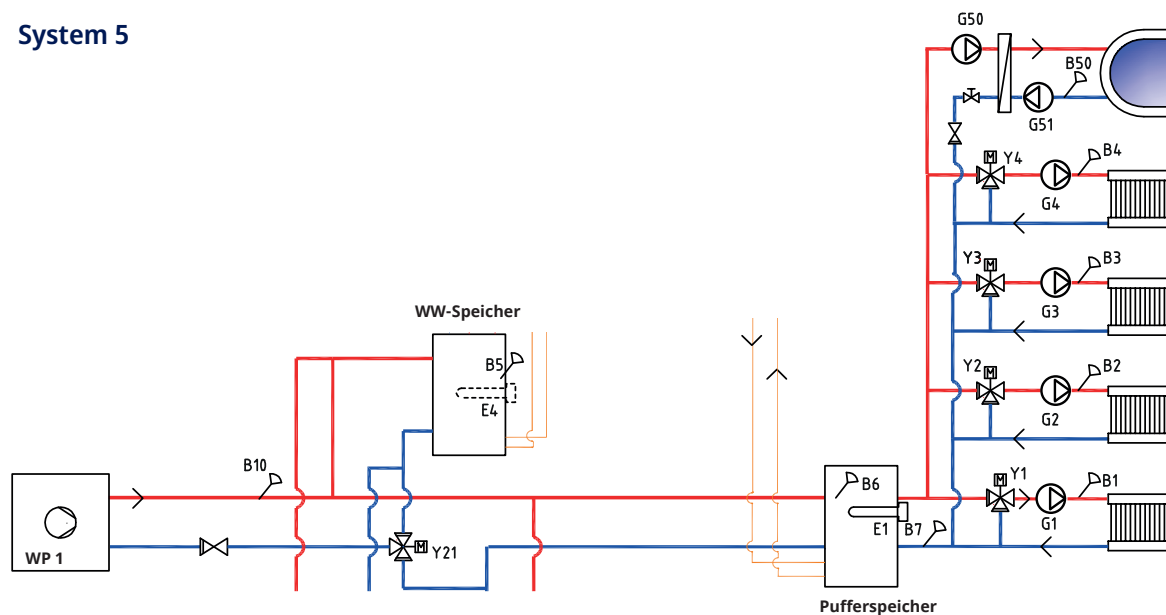 System 5
G50
B50
G51
Y4
B4
G4
Y3
B3
G3
WW-Speicher
B5
E4
Y2
B2
G2
B10
B6
Y1
B1
G1
E1
B7
WP 1
M
Y21
M
M
M
M
Pufferspeicher